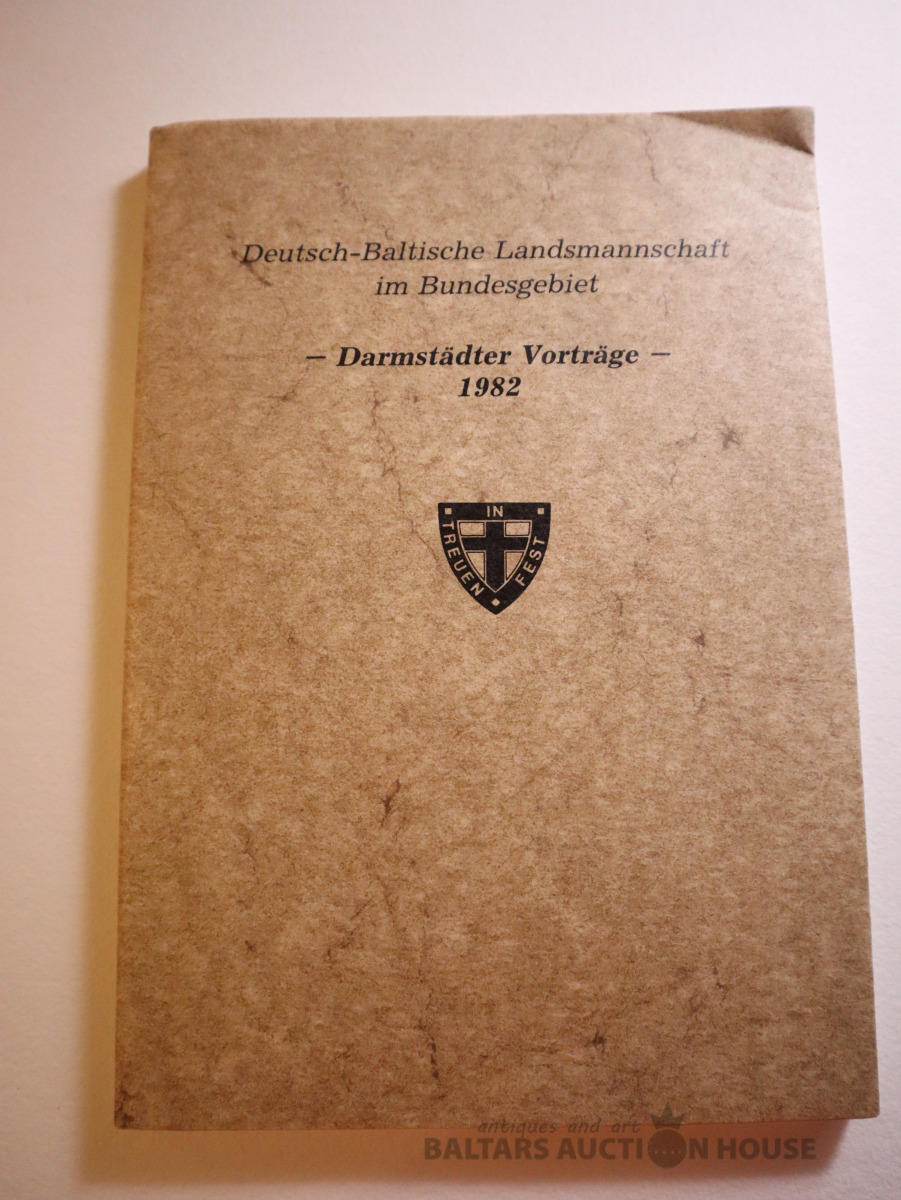 Deutsch-Baltische Landsmannschaft
im Bundesgebiet
— Darmstädter Vorträge —
1982
IN
TREUEN
FEST
antiques and art
BALTARS AUCTION HOUSE